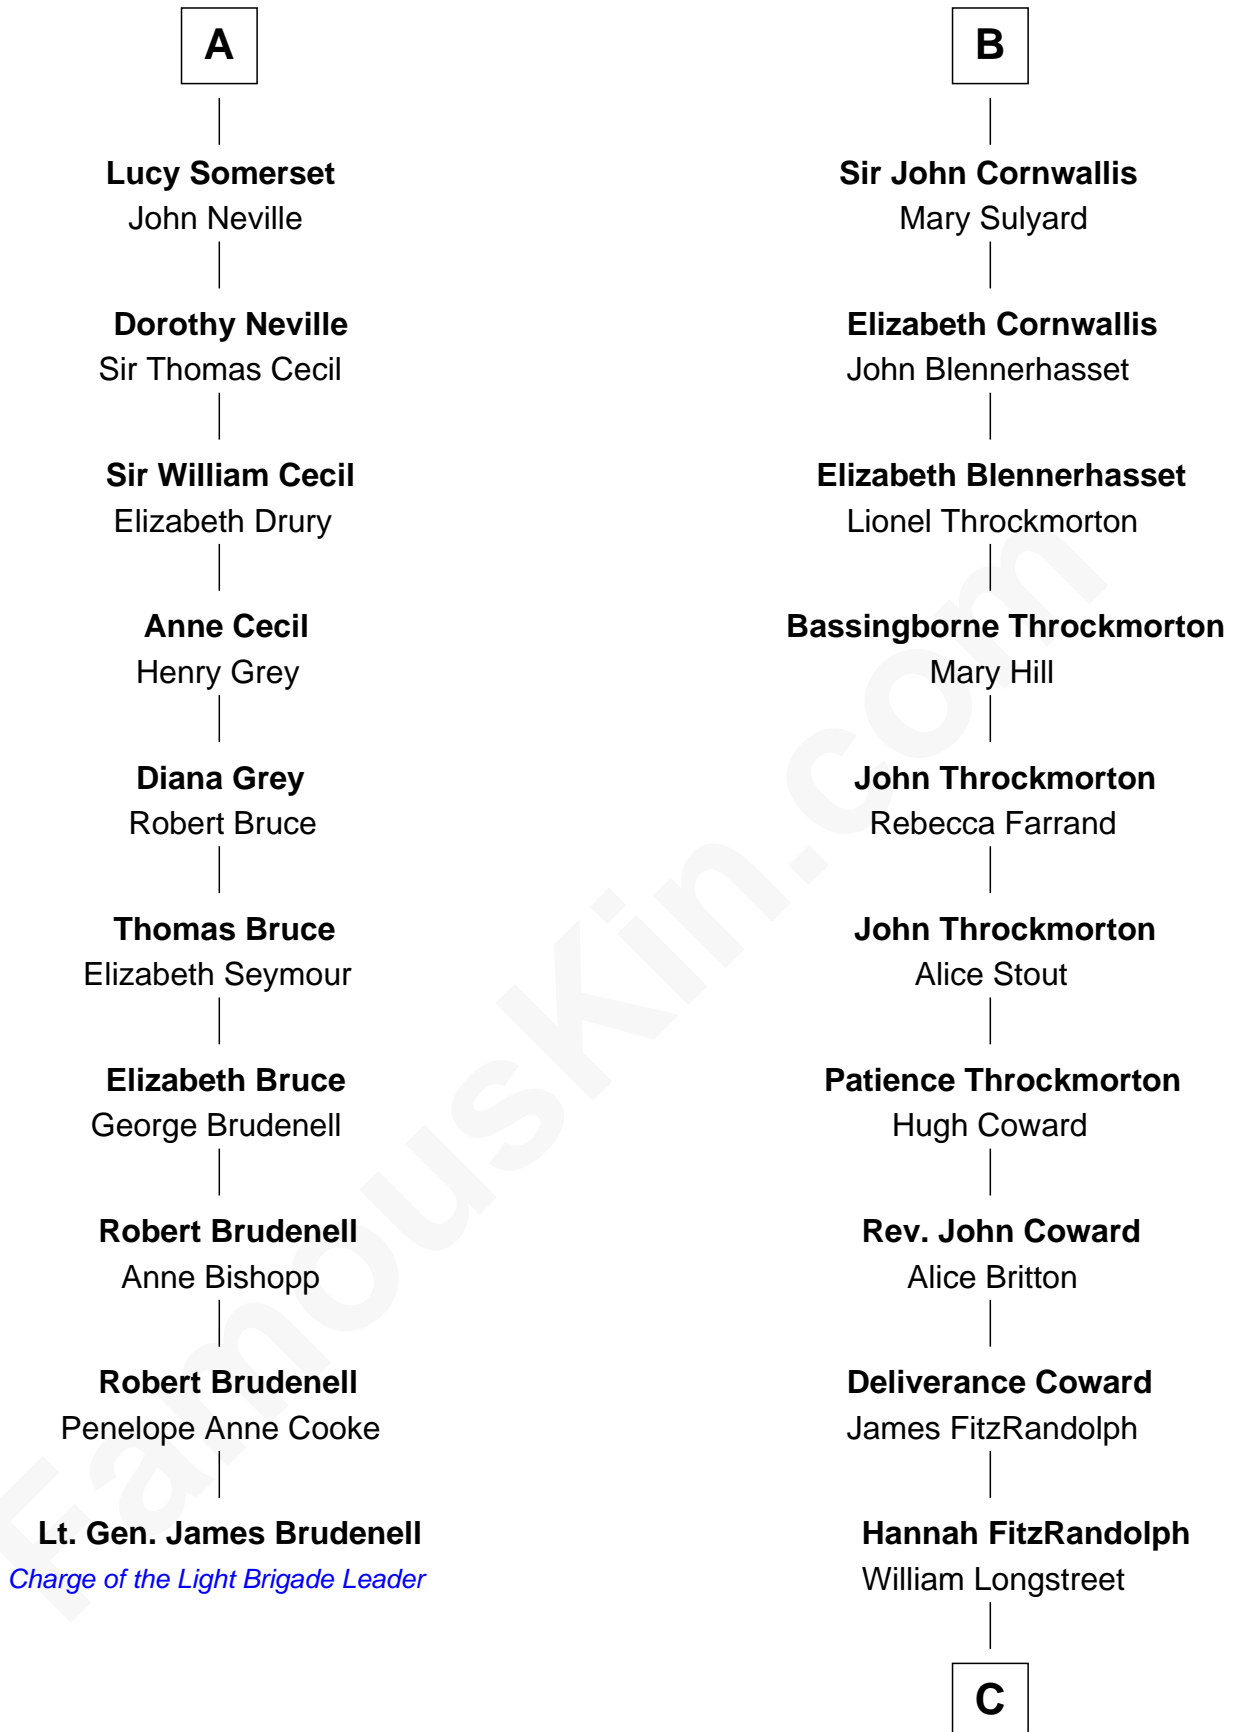 A
Lucy Somerset
John Neville
Dorothy Neville
Sir Thomas Cecil
Sir William Cecil
Elizabeth Drury
Anne Cecil
Henry Grey
Diana Grey
Robert Bruce
Thomas Bruce
Elizabeth Seymour
Elizabeth Bruce
George Brudenell
Robert Brudenell
Anne Bishopp
Robert Brudenell
Penelope Anne Cooke
Lt. Gen. James Brudenell
Charge of the Light Brigade Leader
B
Sir John Cornwallis
Mary Sulyard
Elizabeth Cornwallis
John Blennerhasset
Elizabeth Blennerhasset
Lionel Throckmorton
Bassingborne Throckmorton
Mary Hill
John Throckmorton
Rebecca Farrand
John Throckmorton
Alice Stout
Patience Throckmorton
Hugh Coward
Rev. John Coward
Alice Britton
Deliverance Coward
James FitzRandolph
Hannah FitzRandolph
William Longstreet
C
FamousKin.com